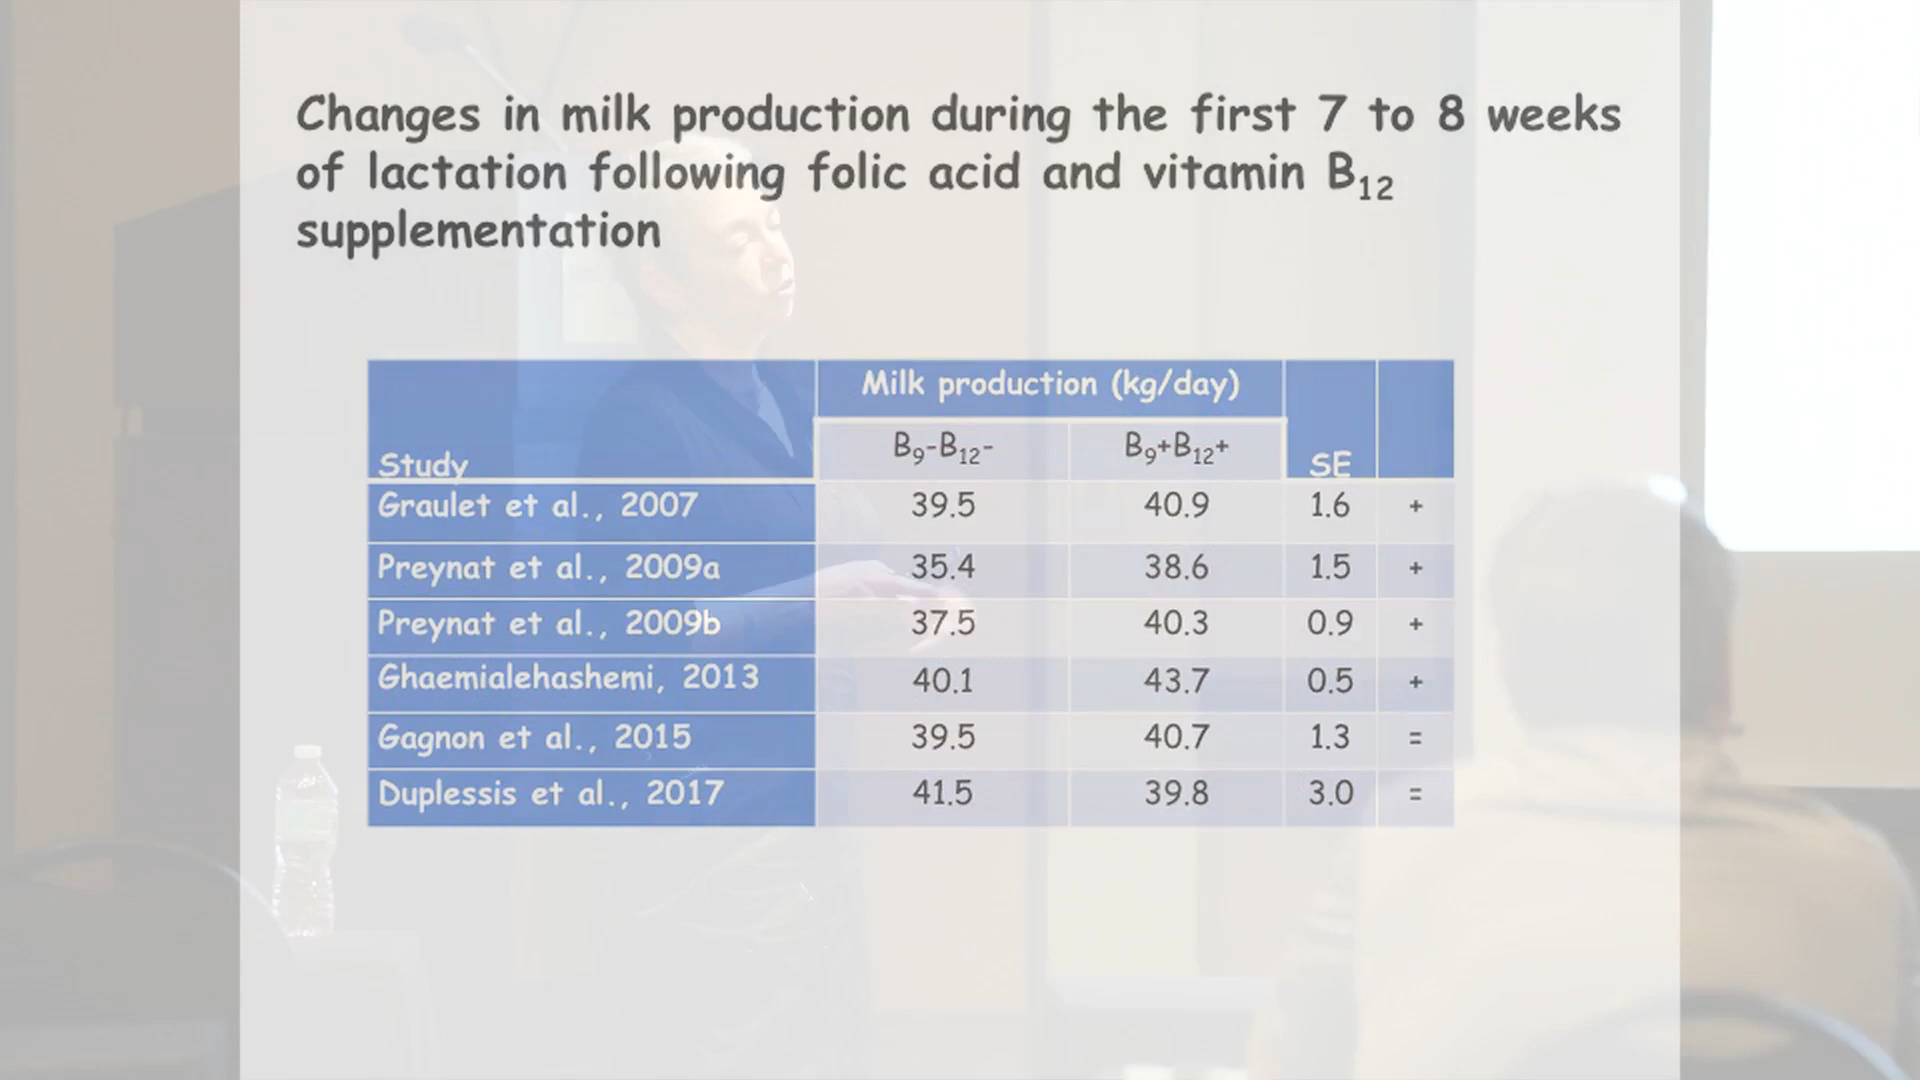 Changes in milk production during the first 7 to 8 weeks
of lactation following folic acid and vitamin B₁₂
supplementation
Milk production (kg/day)
Study B₉-B₁₂- B₉+B₁₂+ SE
Graulet et al., 2007 39.5 40.9 1.6 +
Preynat et al., 2009a 35.4 38.6 1.5 +
Preynat et al., 2009b 37.5 40.3 0.9 +
Ghaemialehashemi, 2013 40.1 43.7 0.5 +
Gagnon et al., 2015 39.5 40.7 1.3 =
Duplessis et al., 2017 41.5 39.8 3.0 =